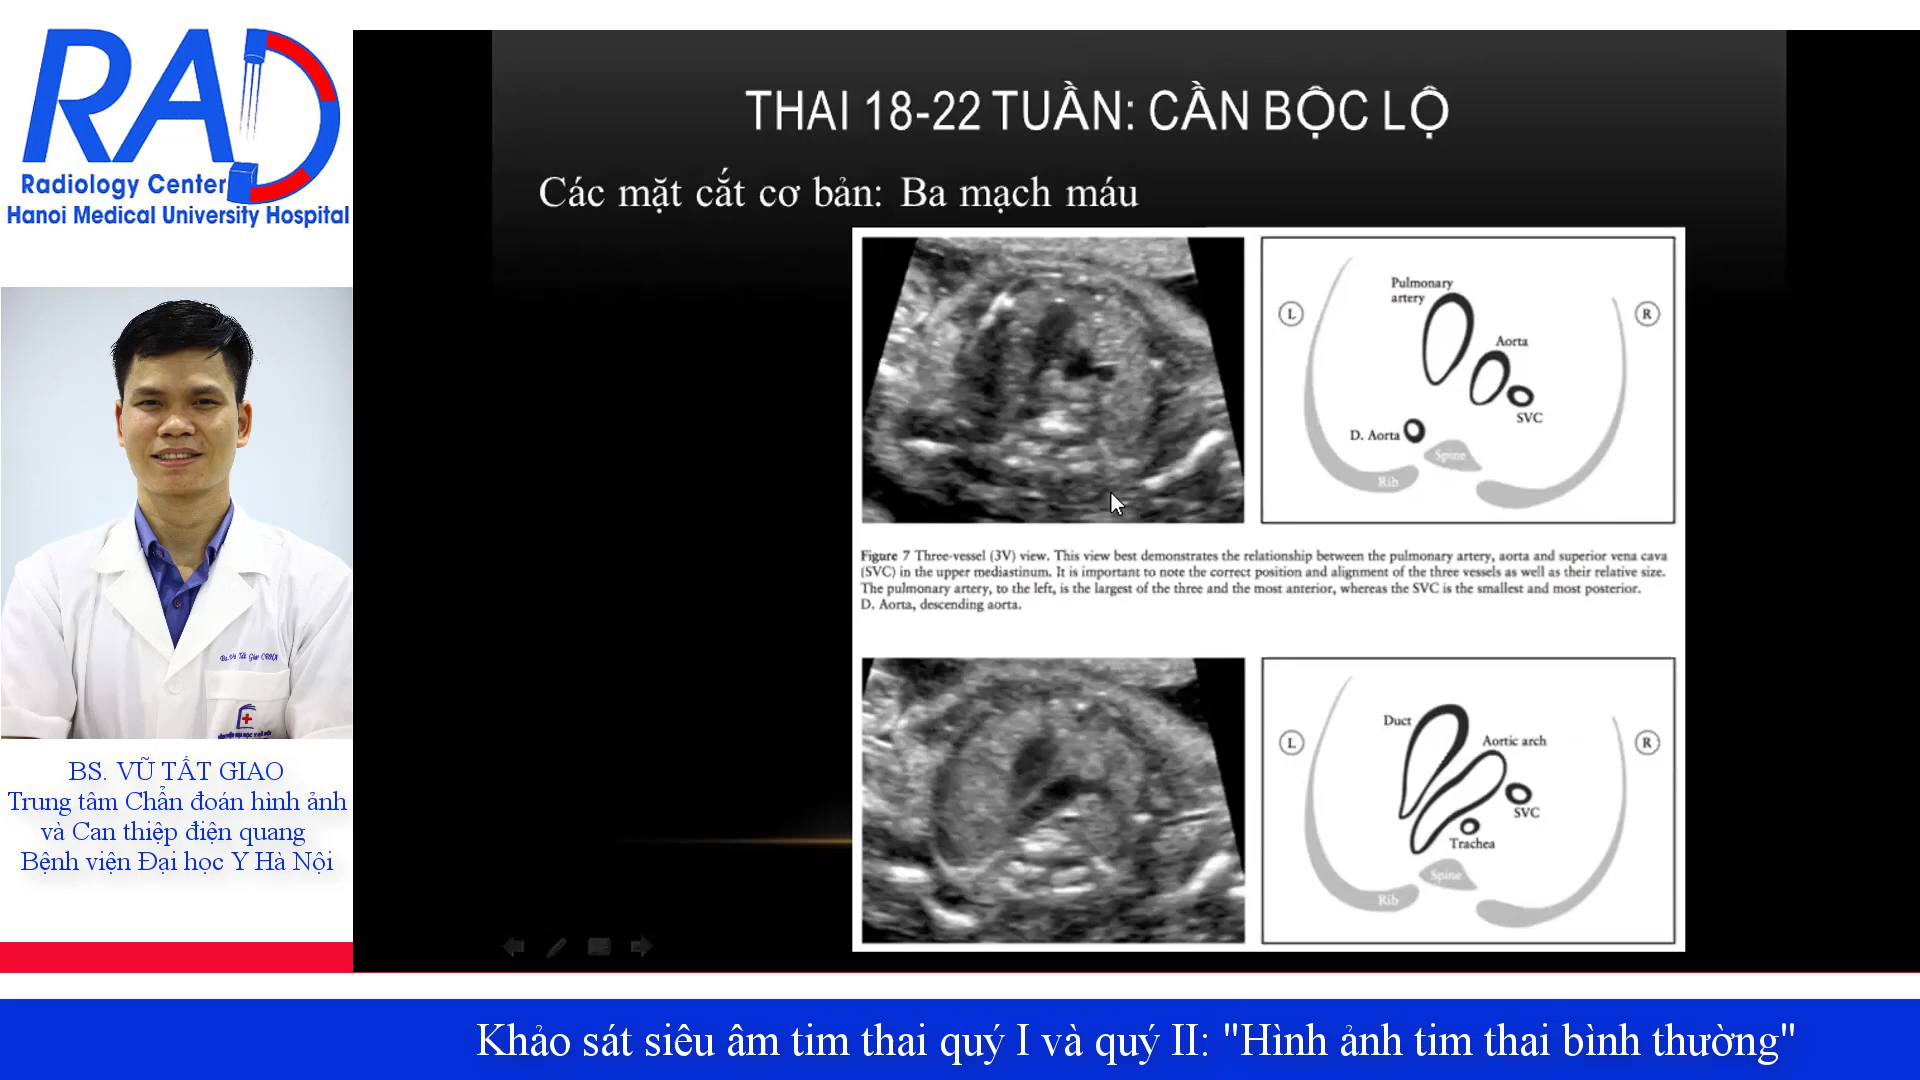 RAD
Radiology Center
Hanoi Medical University Hospital
BS. VŨ TẤT GIAO
Trung tâm Chẩn đoán hình ảnh
và Can thiệp điện quang
Bệnh viện Đại học Y Hà Nội
THAI 18-22 TUẦN: CẦN BỘC LỘ
Các mặt cắt cơ bản: Ba mạch máu
L
R
Pulmonary
artery
Aorta
SVC
D. Aorta
Spine
Rib
Figure 7 Three-vessel (3V) view. This view best demonstrates the relationship between the pulmonary artery, aorta and superior vena cava
(SVC) in the upper mediastinum. It is important to note the correct position and alignment of the three vessels as well as their relative size.
The pulmonary artery, to the left, is the largest of the three and the most anterior, whereas the SVC is the smallest and most posterior.
D. Aorta, descending aorta.
Duct
Aortic arch
L
R
SVC
Trachea
Spine
Rib
Khảo sát siêu âm tim thai quý I và quý II: "Hình ảnh tim thai bình thường"